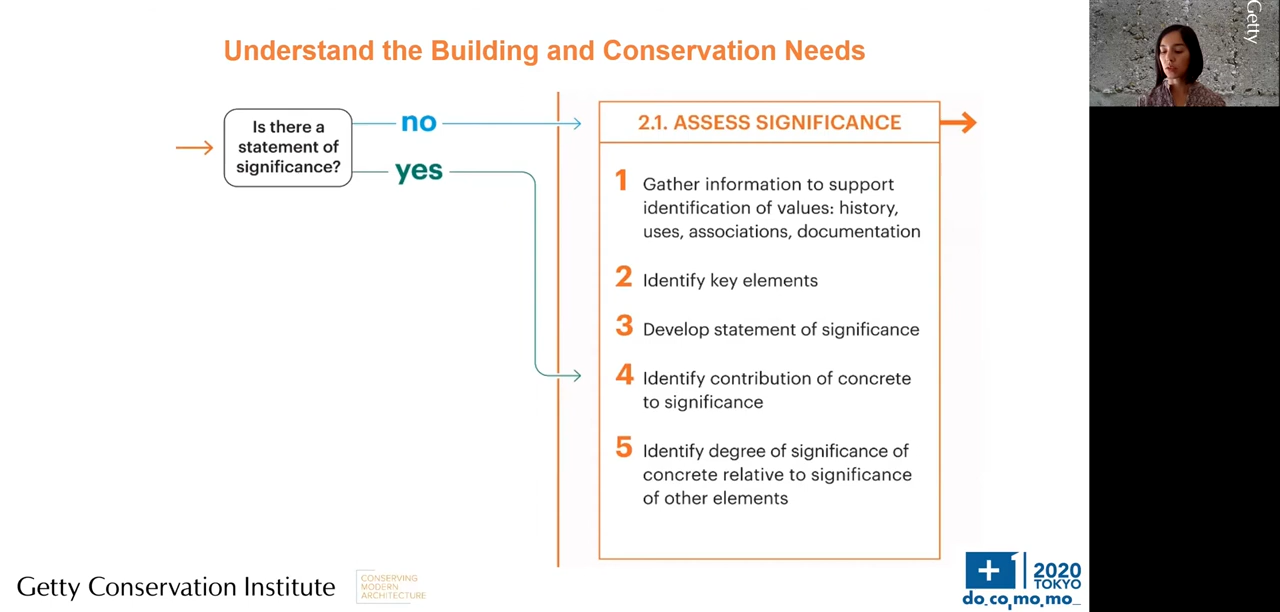 Understand the Building and Conservation Needs
Is there a
statement of
significance?
no
yes
2.1. ASSESS SIGNIFICANCE
1 Gather information to support
identification of values: history,
uses, associations, documentation
2 Identify key elements
3 Develop statement of significance
4 Identify contribution of concrete
to significance
5 Identify degree of significance of
concrete relative to significance
of other elements
Getty Conservation Institute
CONSERVING
MODERN
ARCHITECTURE
+1 2020
TOKYO
do_co,mo.mo_
Getty